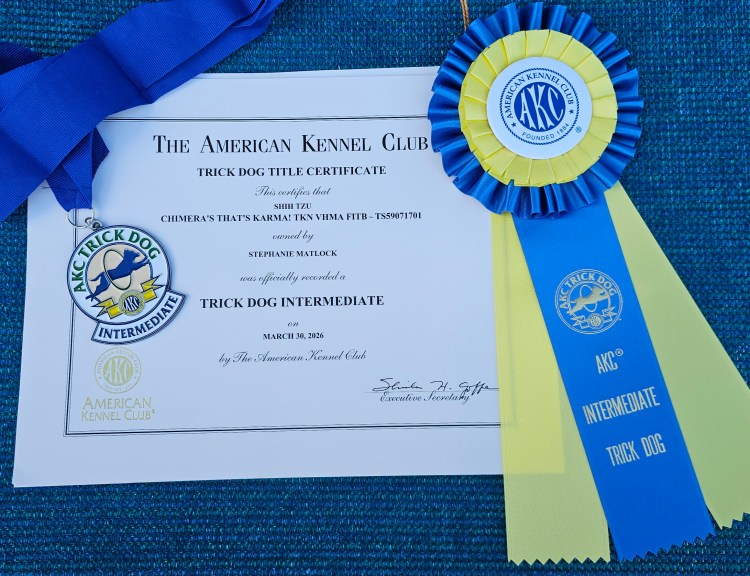 THE AMERICAN KENNEL CLUB
TRICK DOG TITLE CERTIFICATE
This certifies that
SHIH TZU
CHIMERA'S THAT'S KARMA! TKN VHMA FITB – TS59071701
owned by
STEPHANIE MATLOCK
was officially recorded a
TRICK DOG INTERMEDIATE
on
MARCH 30, 2026
by The American Kennel Club
Executive Secretary
AKC
AMERICAN
KENNEL CLUB®
AKC TRICK DOG
AKC
INTERMEDIATE
AMERICAN KENNEL CLUB
AKC
FOUNDED 1884
®
AKC TRICK DOG
AKC®
INTERMEDIATE
TRICK DOG